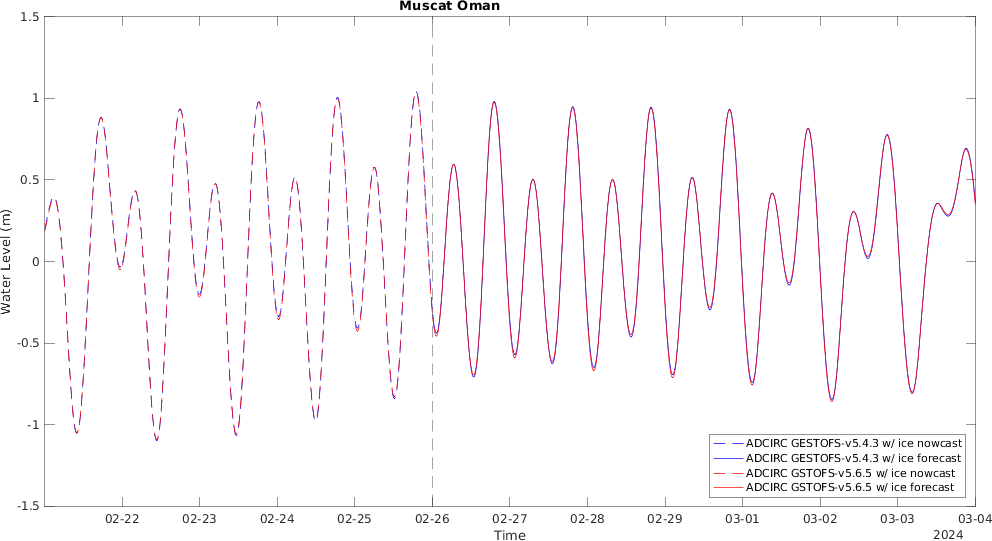 Muscat Oman
1.5
1
0.5
0
-0.5
-1
-1.5
Water Level (m)
02-22 02-23 02-24 02-25 02-26 02-27 02-28 02-29 03-01 03-02 03-03 03-04
Time
2024
ADCIRC GESTOFS-v5.4.3 w/ ice nowcast
ADCIRC GESTOFS-v5.4.3 w/ ice forecast
ADCIRC GSTOFS-v5.6.5 w/ ice nowcast
ADCIRC GSTOFS-v5.6.5 w/ ice forecast